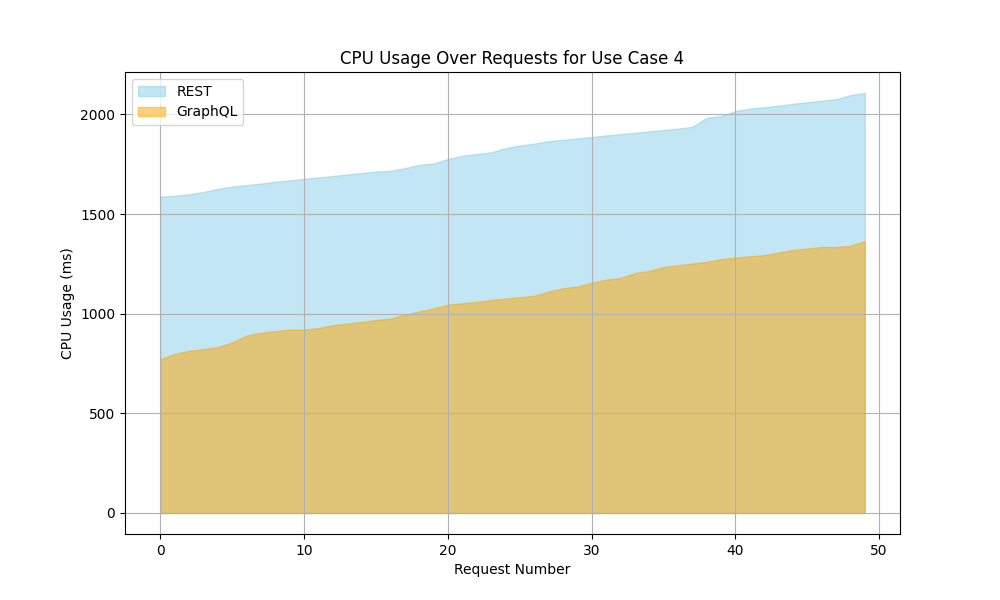 CPU Usage Over Requests for Use Case 4
REST
GraphQL
CPU Usage (ms)
2000
1500
1000
500
0
0 10 20 30 40 50
Request Number